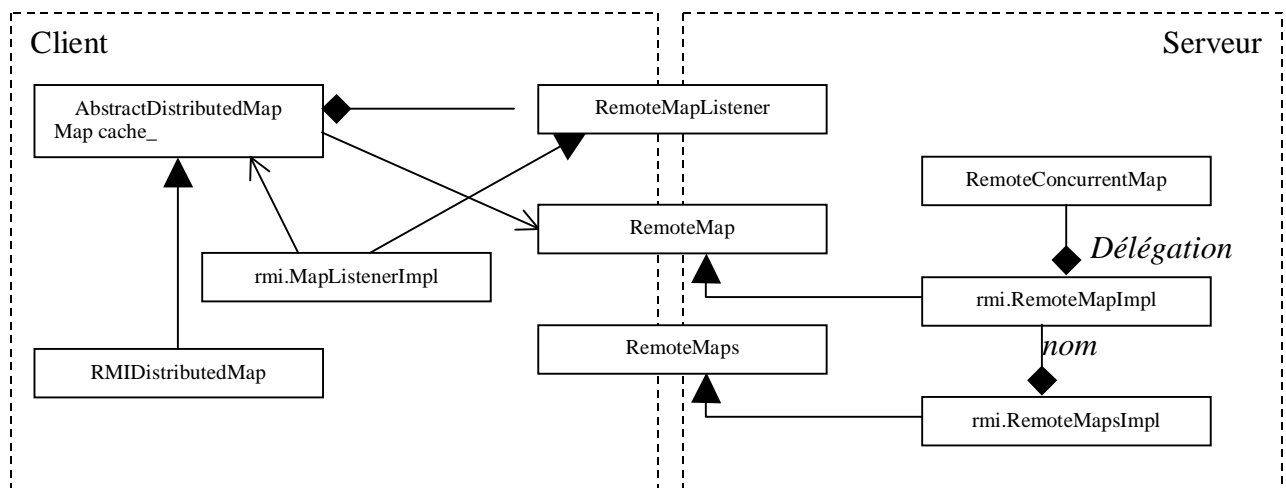 Client
Serveur
AbstractDistributedMap
Map cache_
RemoteMapListener
RemoteConcurrentMap
RemoteMap
Délégation
rmi.MapListenerImpl
rmi.RemoteMapImpl
RemoteMaps
nom
RMIDistributedMap
rmi.RemoteMapsImpl